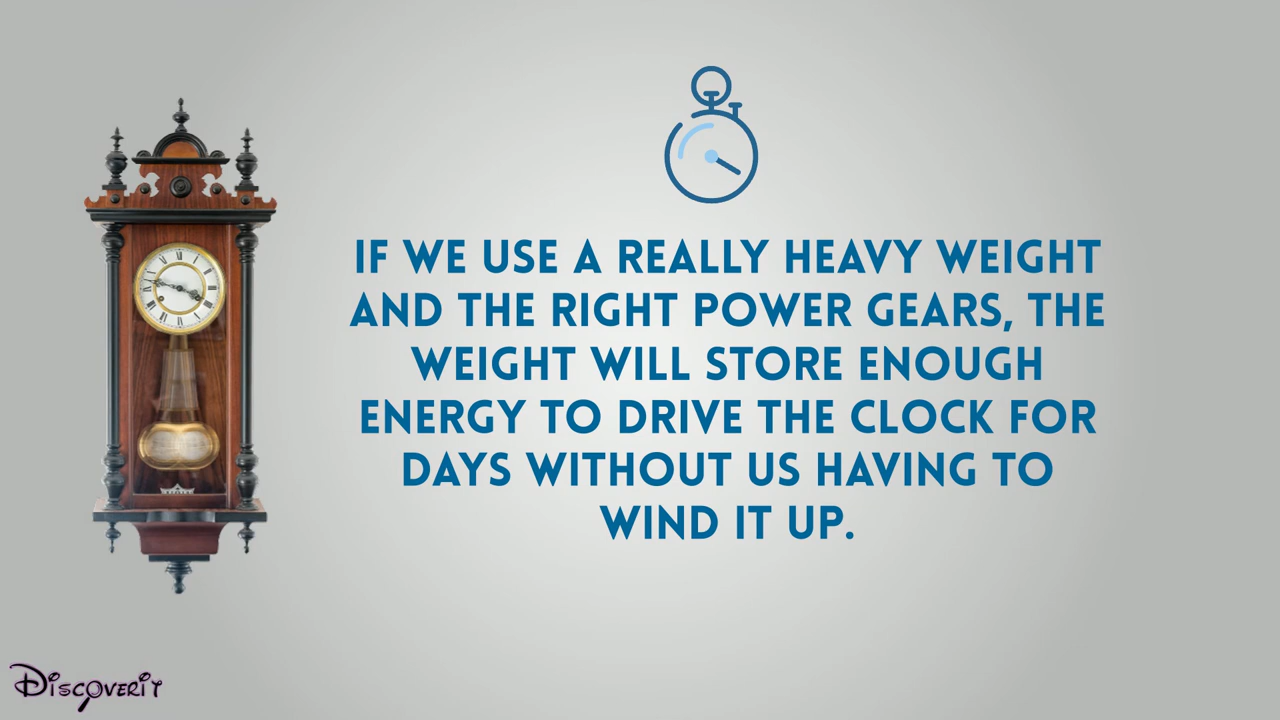 IF WE USE A REALLY HEAVY WEIGHT
AND THE RIGHT POWER GEARS, THE
WEIGHT WILL STORE ENOUGH
ENERGY TO DRIVE THE CLOCK FOR
DAYS WITHOUT US HAVING TO
WIND IT UP.
DISCOVERIT